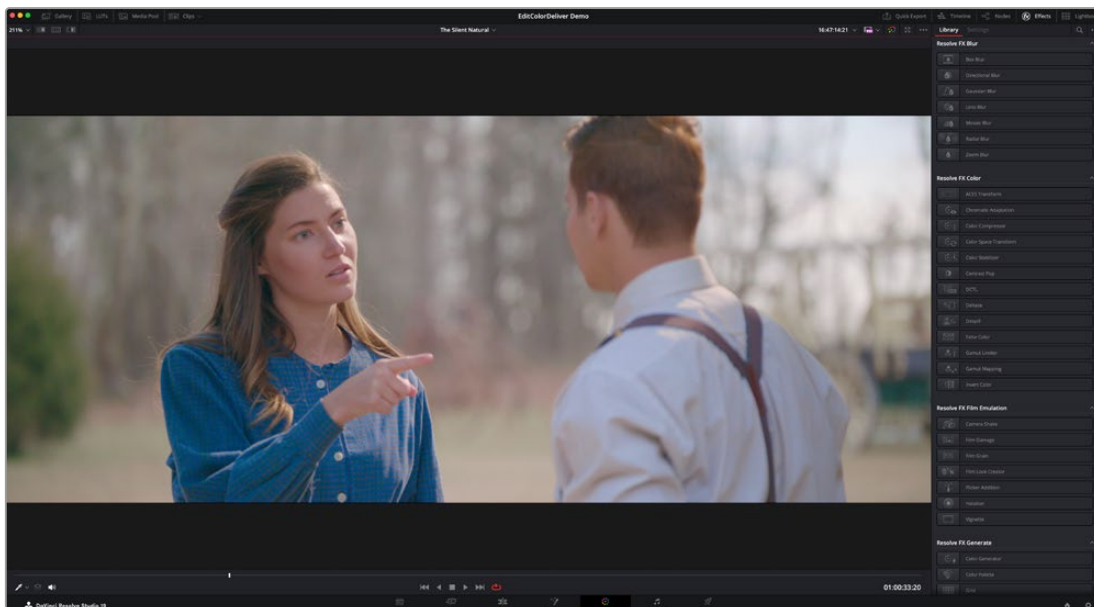 Gallery LUTs Media Pool Clips EditColorDeliver Demo Quick Export Timeline Nodes Effects Lightbox
211% The Silent Natural 16:47:14:21 Library Settings
Resolve FX Blur
Box Blur
Directional Blur
Gaussian Blur
Lens Blur
Mosaic Blur
Radial Blur
Zoom Blur
Resolve FX Color
ACES Transform
Chromatic Adaptation
Color Compressor
Color Space Transform
Color Stabilizer
Contrast Pop
DCTL
Dehaze
Despill
False Color
Gamut Limiter
Gamut Mapping
Invert Color
Resolve FX Film Emulation
Camera Shake
Film Damage
Film Grain
Film Look Creator
Flicker Addition
Halation
Vignette
Resolve FX Generate
Color Generator
Color Palette
Grid
01:00:33:20
DaVinci Resolve Studio 19